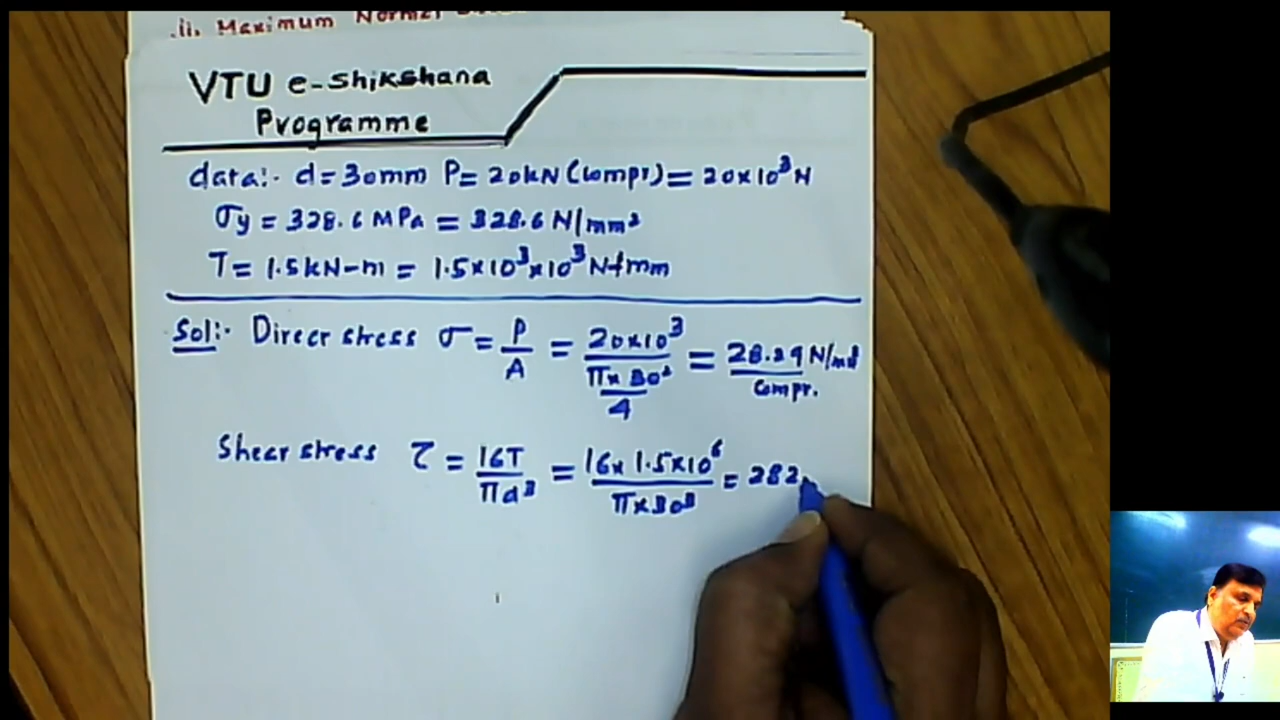 .ii. Maximum Normal
VTU e-Shikshana
Programme
data:- d=30mm P= 20kN (Compr) = 20×10³ N
σy = 328.6 MPa = 328.6 N/mm²
T= 1.5kN-m = 1.5×10³×10³ N-mm
Sol:- Direct stress σ = P/A = 20×10³/(π×30²/4) = 28.29 N/mm²
Compr.
Shear stress τ = 16T/πd³ = 16×1.5×10⁶/π×30³ = 282